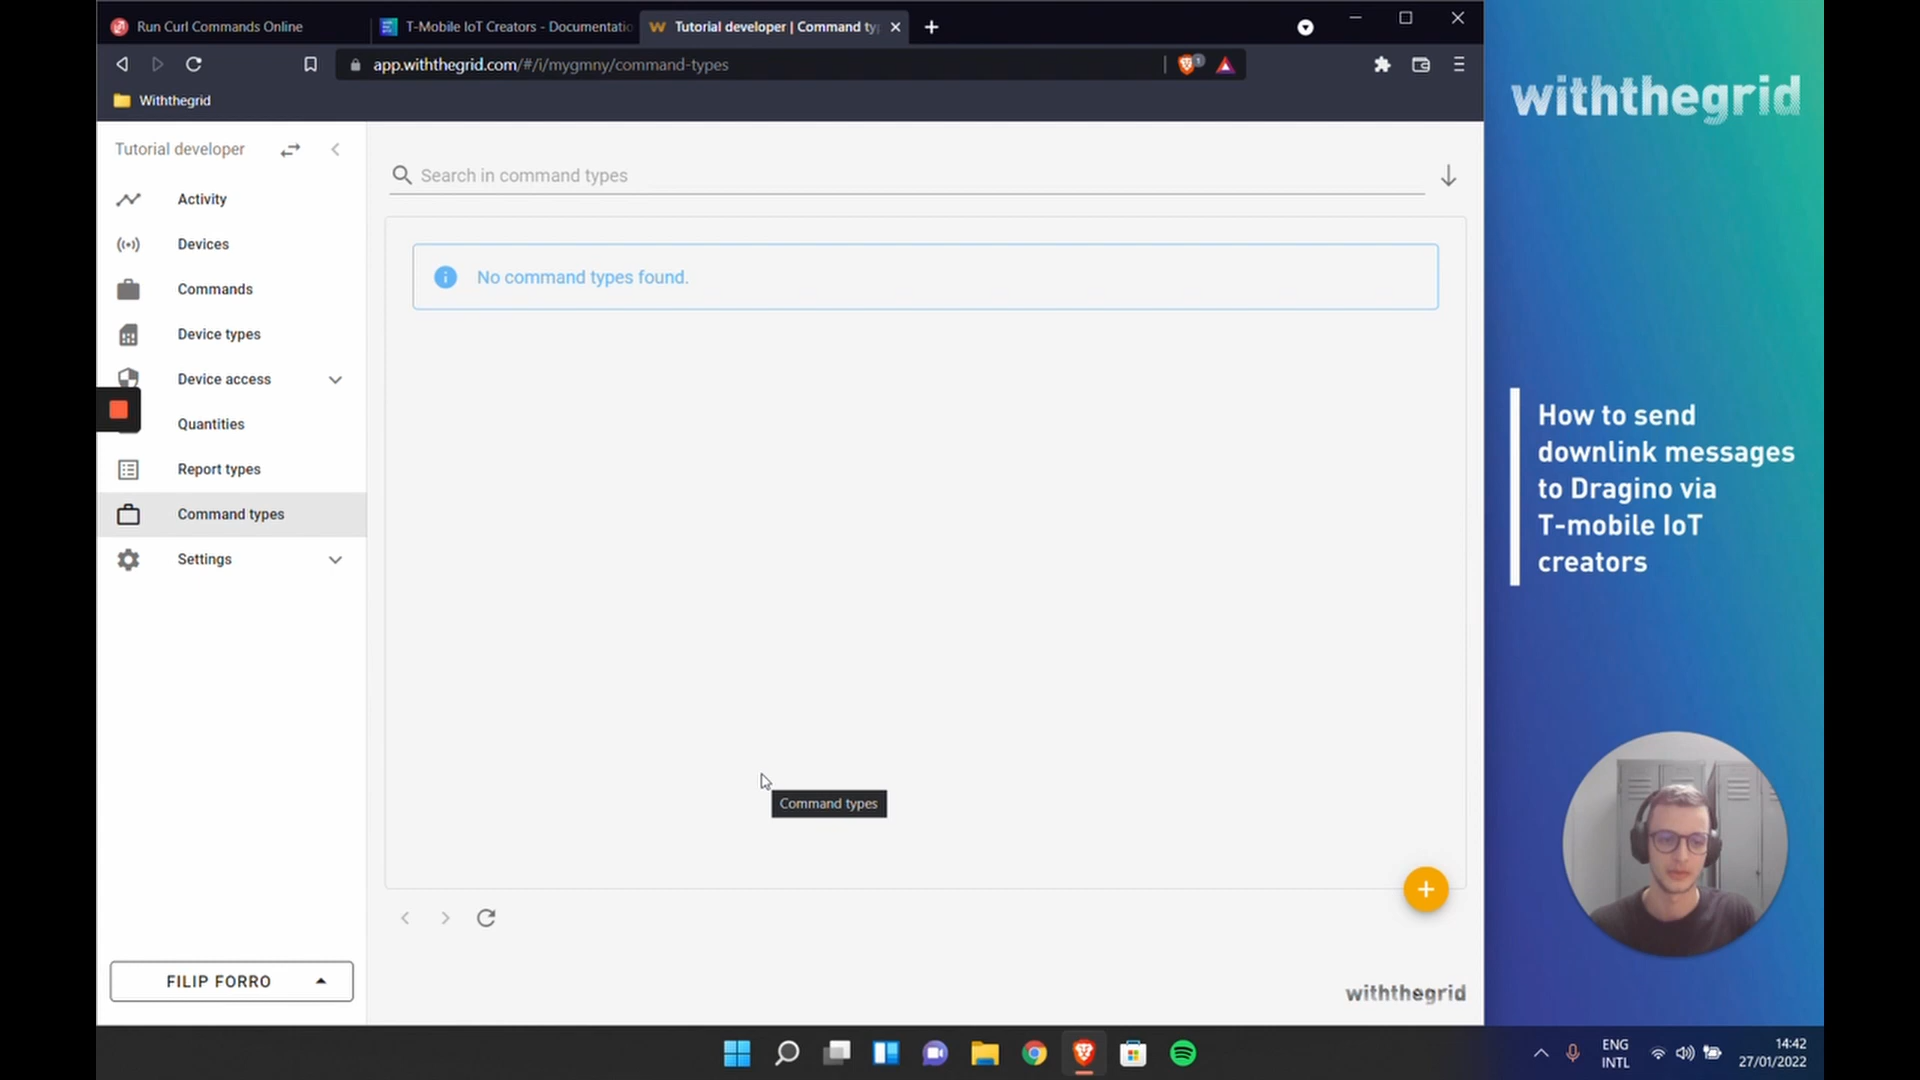 Run Curl Commands Online
T-Mobile IoT Creators - Documentatio
Tutorial developer | Command ty
app.withthegrid.com/#/i/mygmny/command-types
1
Withthegrid
Tutorial developer
Activity
Devices
Commands
Device types
Device access
Quantities
Report types
Command types
Settings
FILIP FORRO
Search in command types
No command types found.
Command types
withthegrid
withthegrid
How to send
downlink messages
to Dragino via
T-mobile IoT
creators
ENG
INTL
14:42
27/01/2022